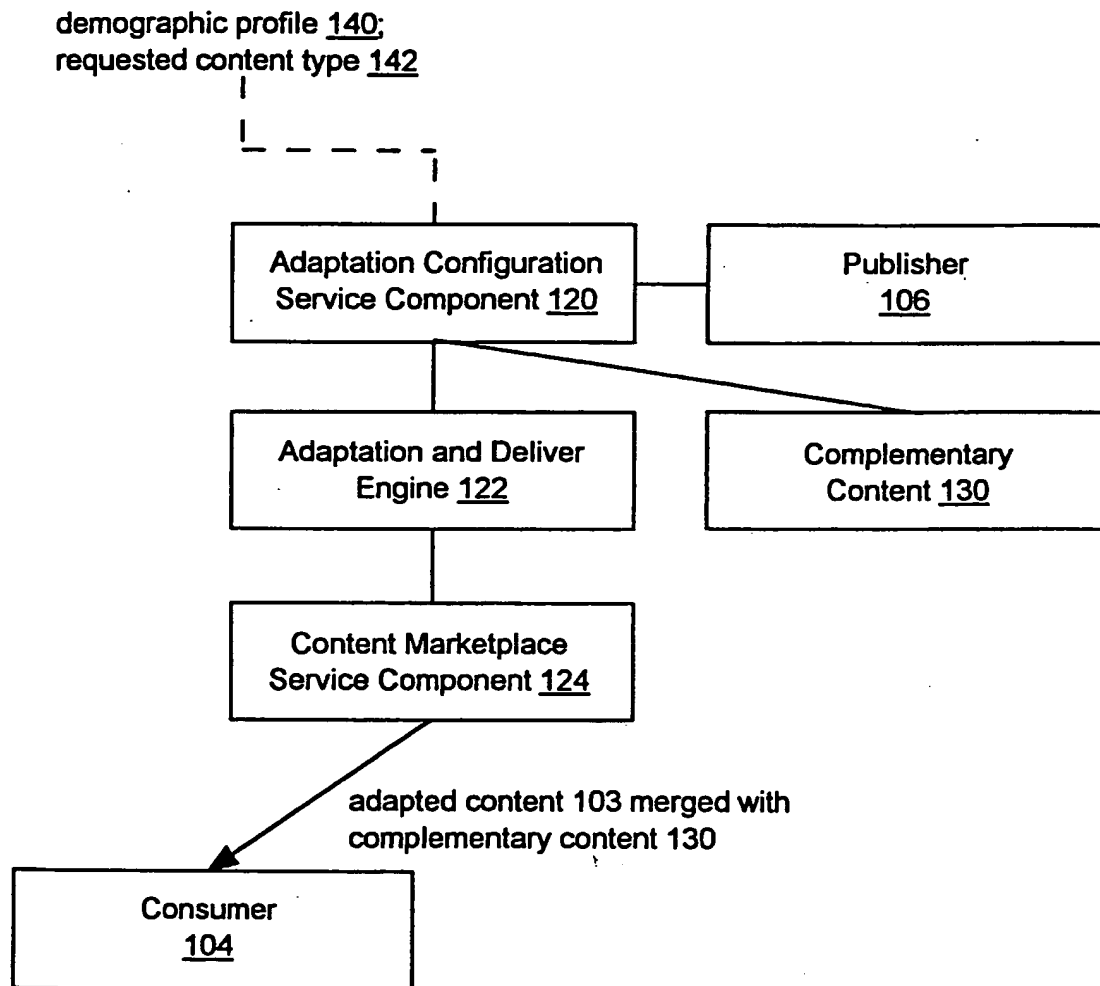 demographic profile 140;
requested content type 142
Adaptation Configuration
Service Component 120
Publisher
106
Adaptation and Deliver
Engine 122
Complementary
Content 130
Content Marketplace
Service Component 124
adapted content 103 merged with
complementary content 130
Consumer
104